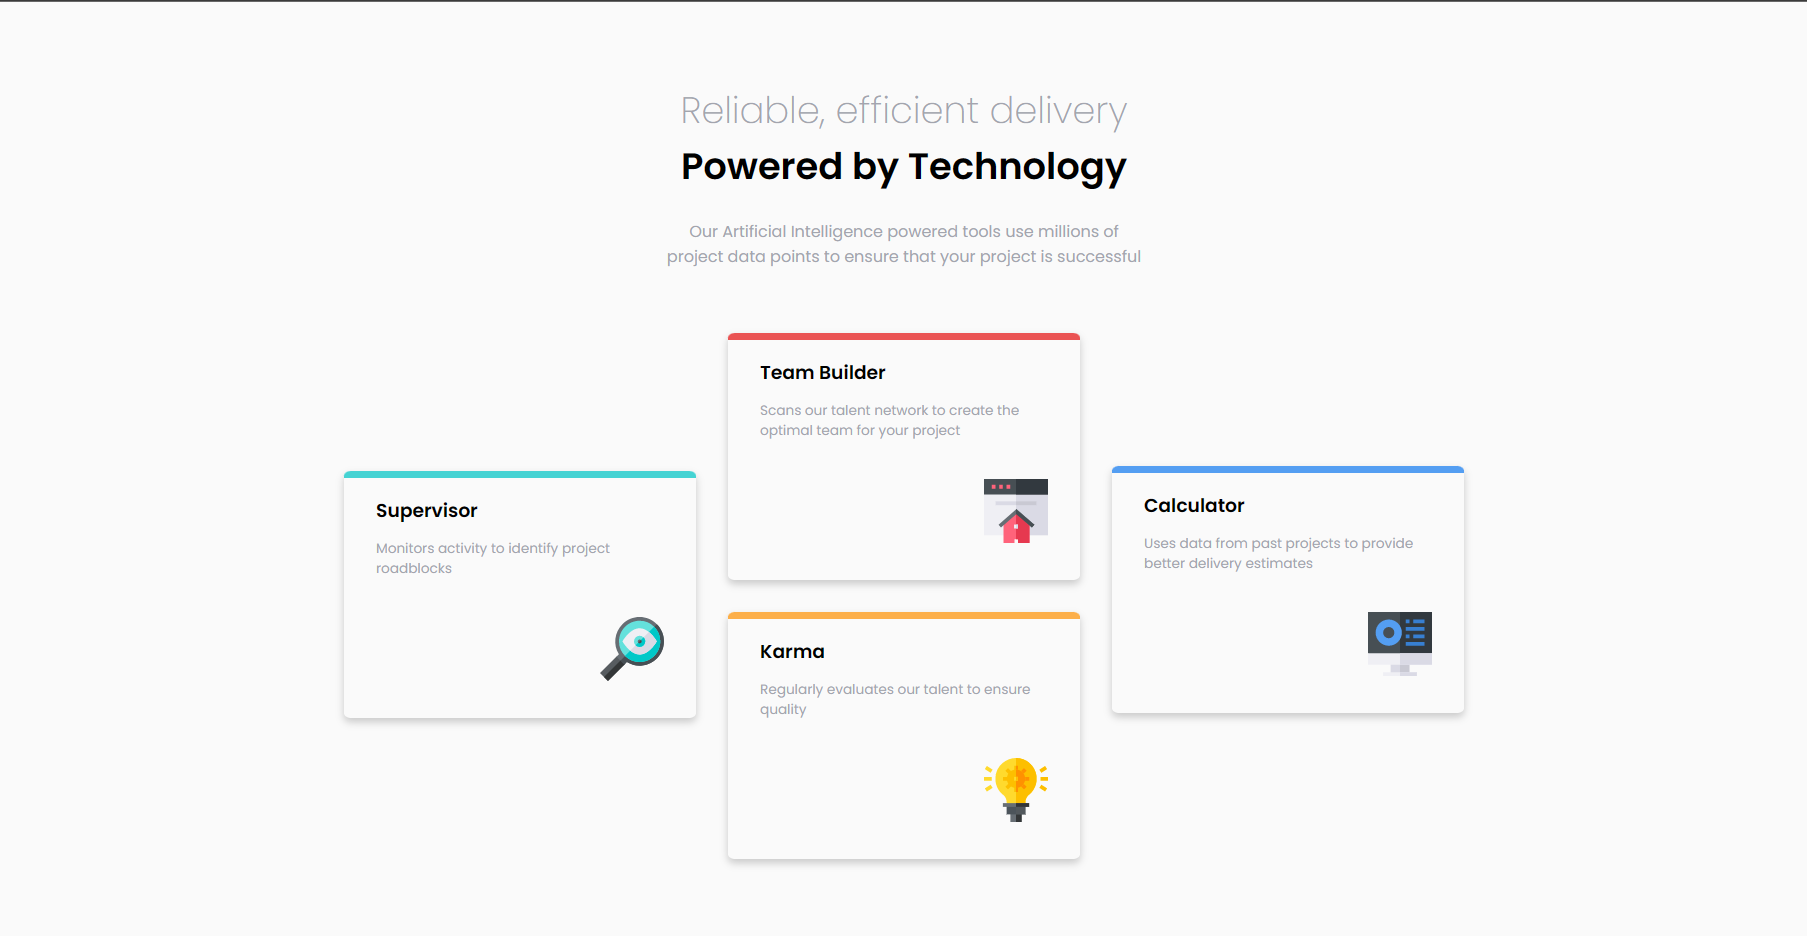 Reliable, efficient delivery
Powered by Technology
Our Artificial Intelligence powered tools use millions of
project data points to ensure that your project is successful
Supervisor
Monitors activity to identify project
roadblocks
Team Builder
Scans our talent network to create the
optimal team for your project
Karma
Regularly evaluates our talent to ensure
quality
Calculator
Uses data from past projects to provide
better delivery estimates